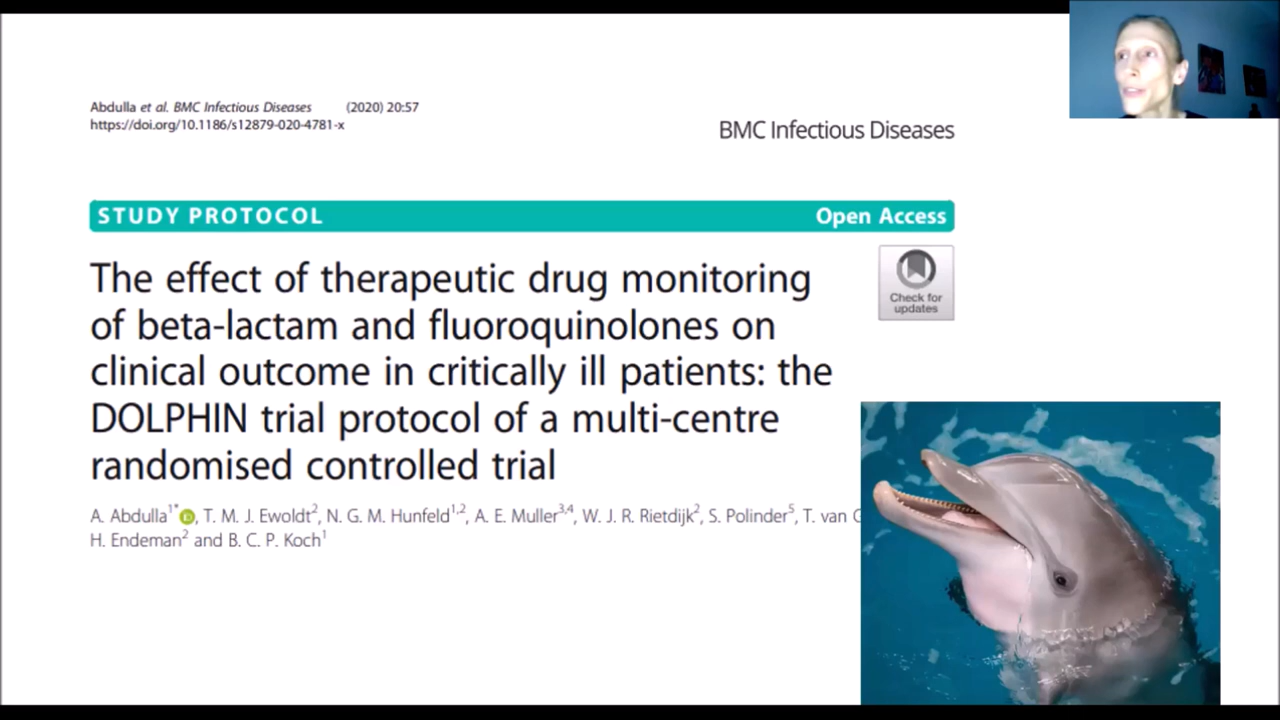 Abdulla et al. BMC Infectious Diseases (2020) 20:57
https://doi.org/10.1186/s12879-020-4781-x
BMC Infectious Diseases
STUDY PROTOCOL Open Access
The effect of therapeutic drug monitoring
of beta-lactam and fluoroquinolones on
clinical outcome in critically ill patients: the
DOLPHIN trial protocol of a multi-centre
randomised controlled trial
Check for
updates
A. Abdulla1*, T. M. J. Ewoldt2, N. G. M. Hunfeld1,2, A. E. Muller3,4, W. J. R. Rietdijk2, S. Polinder5, T. van
H. Endeman2 and B. C. P. Koch1